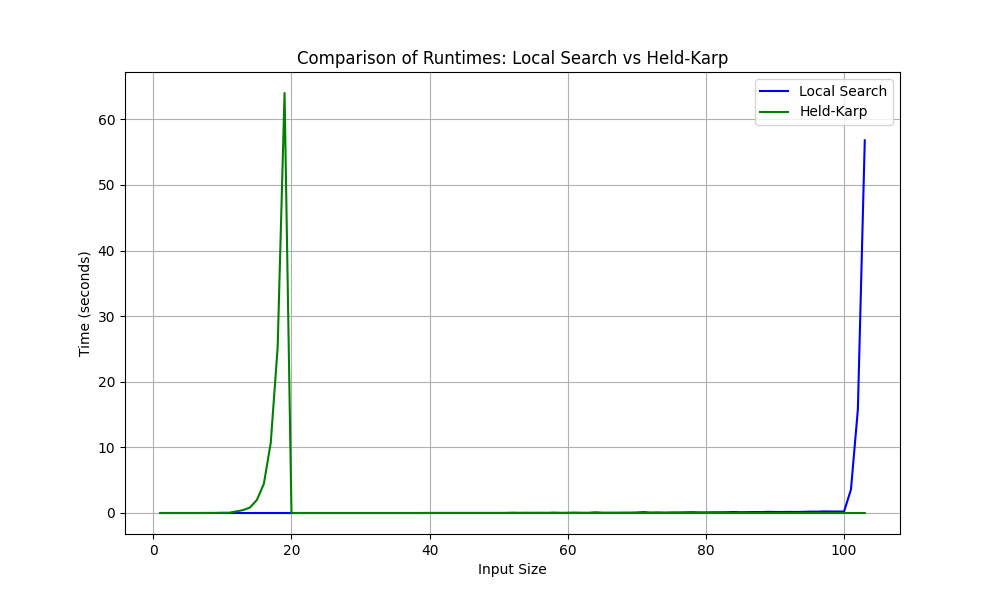 Comparison of Runtimes: Local Search vs Held-Karp
Local Search
Held-Karp
Time (seconds)
60
50
40
30
20
10
0
0 20 40 60 80 100
Input Size